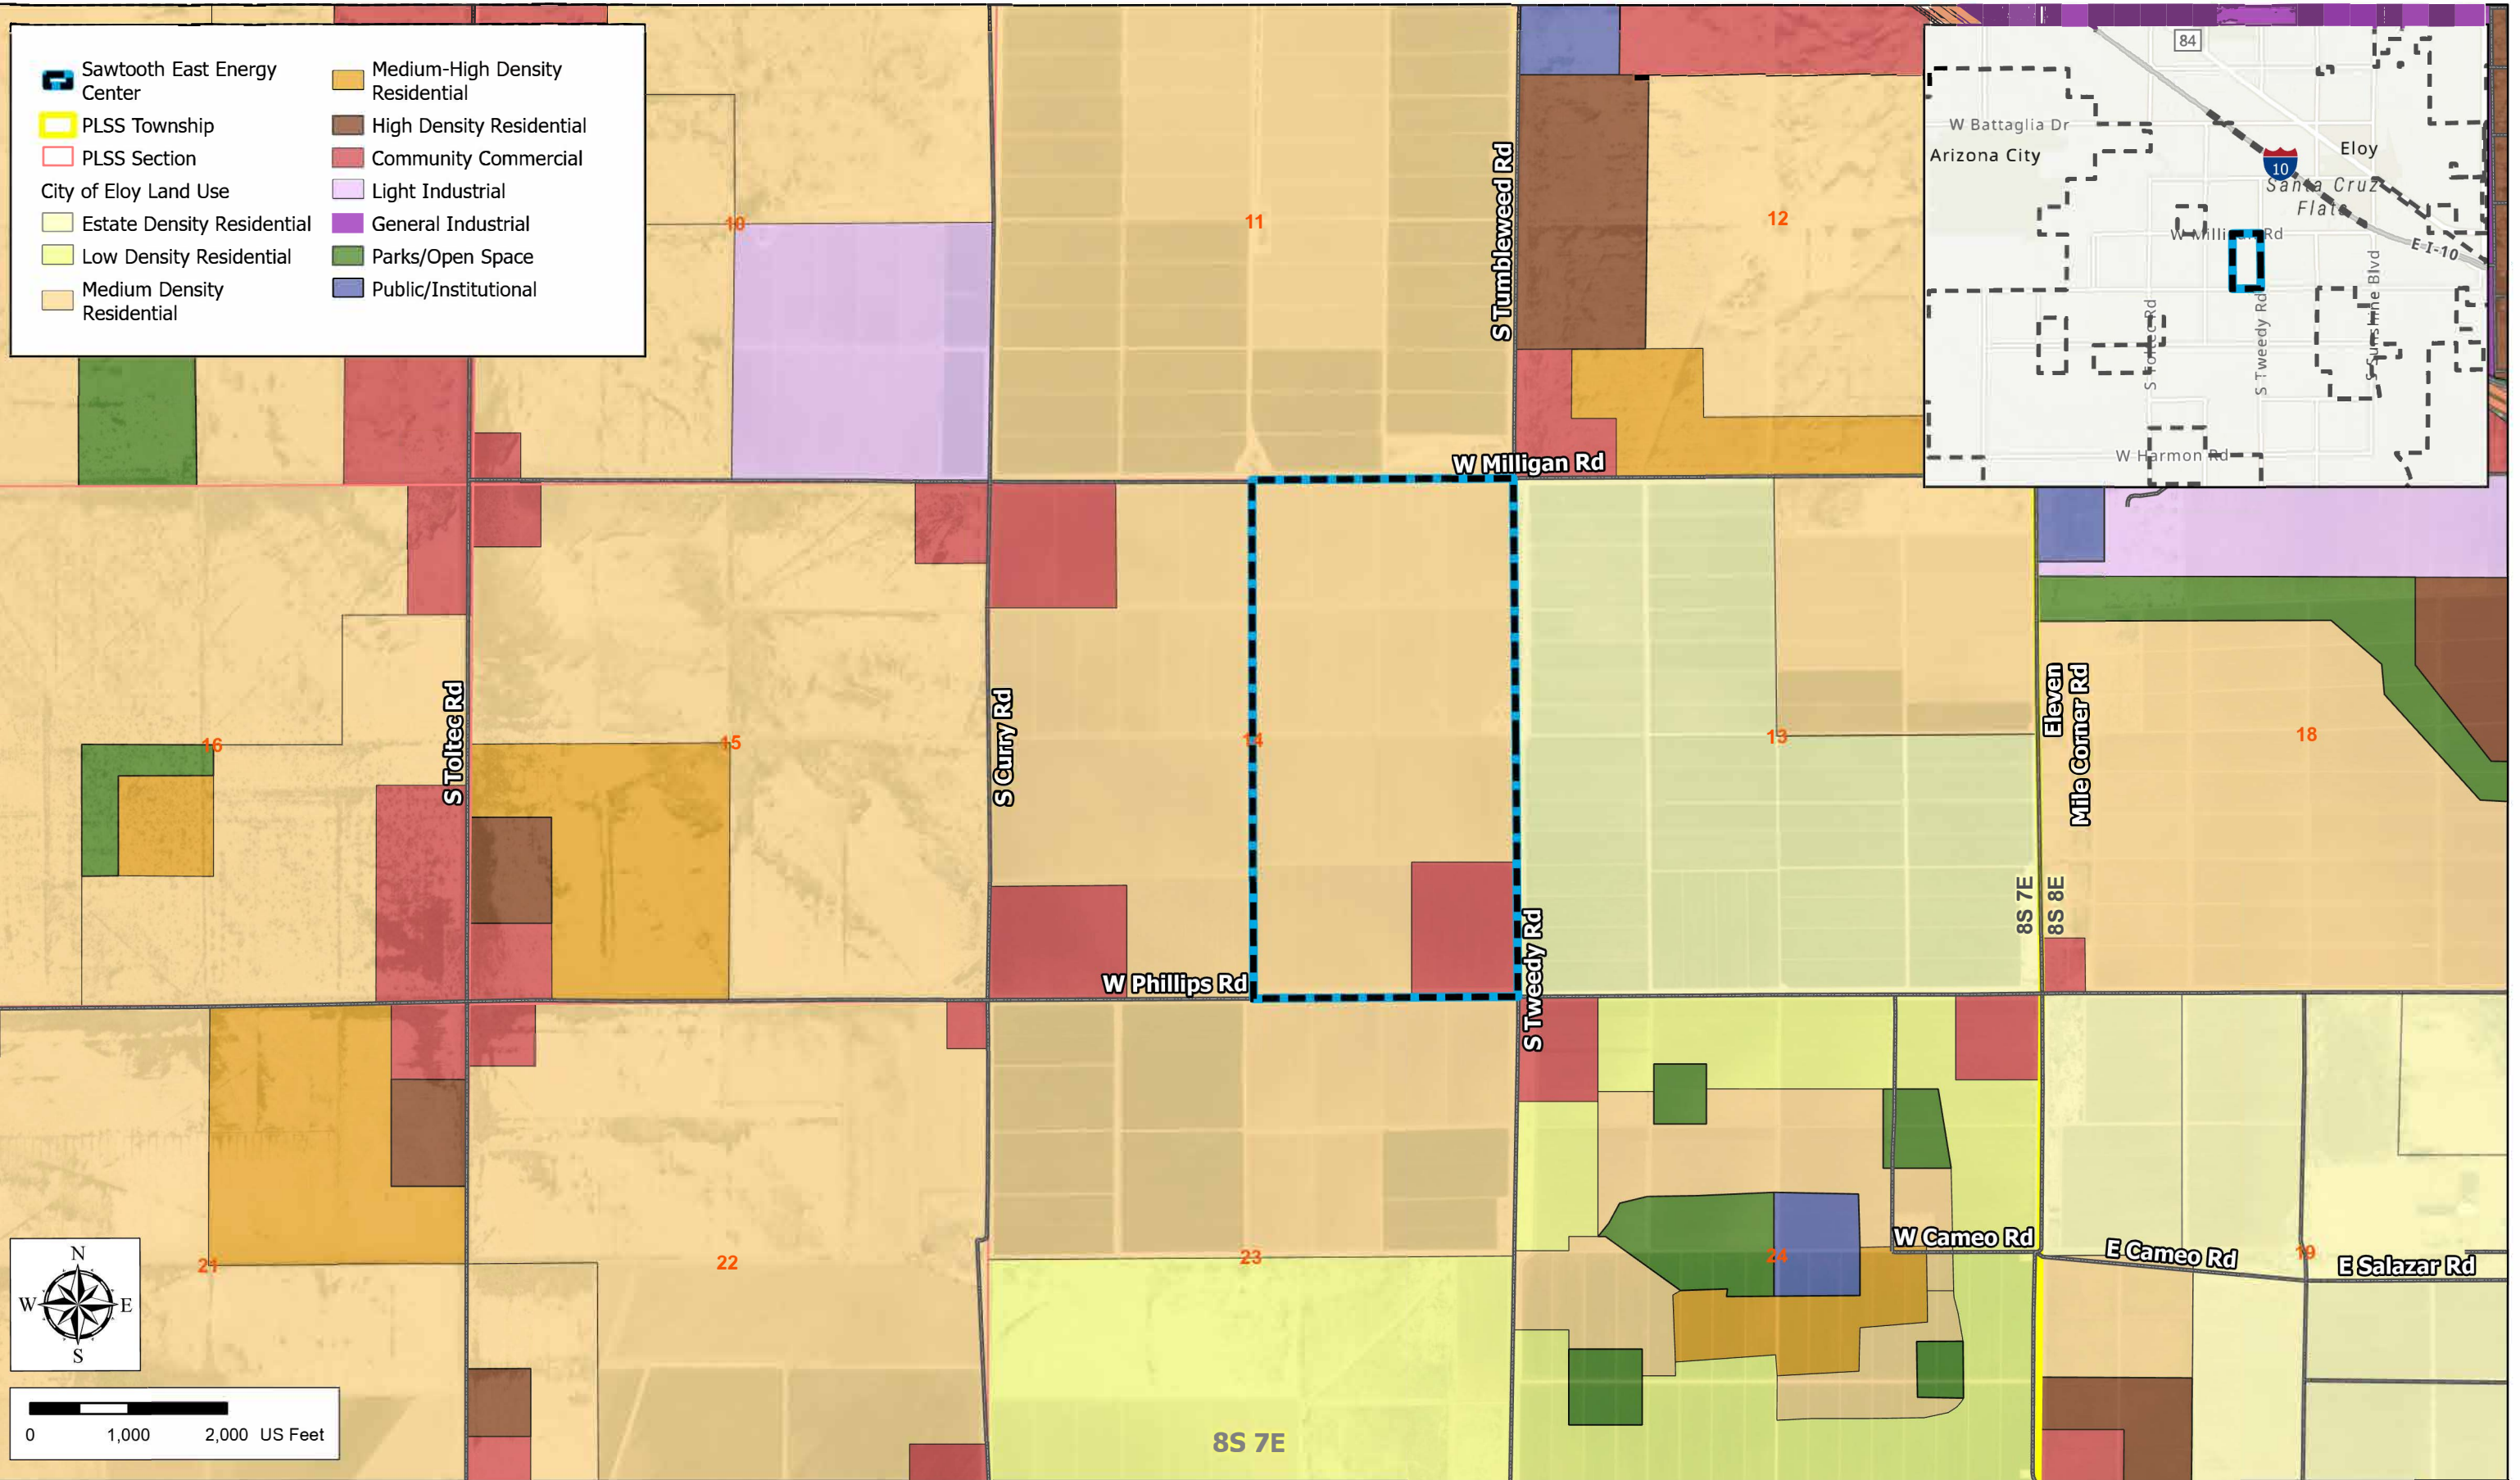 Sawtooth East Energy
Center
PLSS Township
PLSS Section
City of Eloy Land Use
Estate Density Residential
Low Density Residential
Medium Density
Residential
Medium-High Density
Residential
High Density Residential
Community Commercial
Light Industrial
General Industrial
Parks/Open Space
Public/Institutional
84
W Battaglia Dr
Arizona City
Eloy
10
Santa Cruz
Flats
W Milligan Rd
E I-10
S Toltec Rd
S Tweedy Rd
S Sunshine Blvd
W Harmon Rd
10
11
12
S Tumbleweed Rd
W Milligan Rd
16
S Toltec Rd
15
S Curry Rd
14
13
Eleven
Mile Corner Rd
18
8S 7E
8S 8E
W Phillips Rd
S Tweedy Rd
21
22
23
24
W Cameo Rd
E Cameo Rd
19
E Salazar Rd
8S 7E
N
W E
S
0 1,000 2,000 US Feet